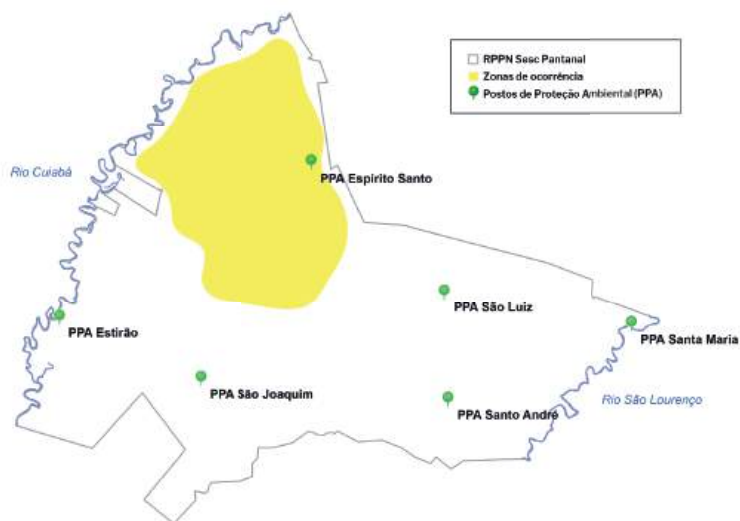 RPPN Sesc Pantanal
Zonas de ocorrência
Postos de Proteção Ambiental (PPA)
Rio Cuiabá
PPA Espirito Santo
PPA São Luiz
PPA Estirão
PPA Santa Maria
PPA São Joaquim
PPA Santo André
Rio São Lourenço